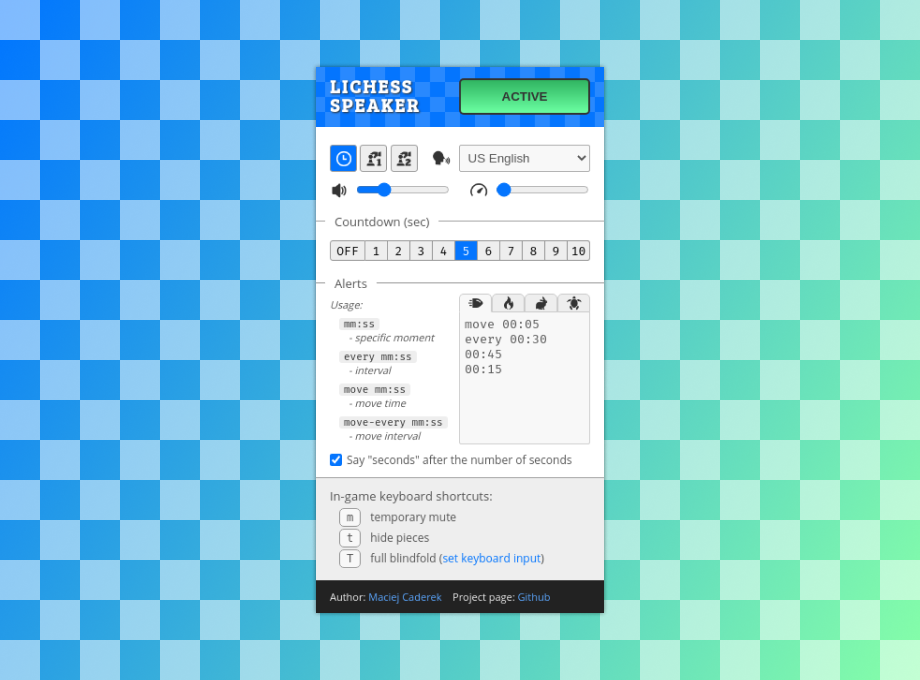 LICHESS
SPEAKER
ACTIVE
1 2
US English
Countdown (sec)
OFF 1 2 3 4 5 6 7 8 9 10
Alerts
Usage:
mm:ss
- specific moment
every mm:ss
- interval
move mm:ss
- move time
move-every mm:ss
- move interval
move 00:05
every 00:30
00:45
00:15
Say "seconds" after the number of seconds
In-game keyboard shortcuts:
m temporary mute
t hide pieces
T full blindfold (set keyboard input)
Author: Maciej Caderek Project page: Github